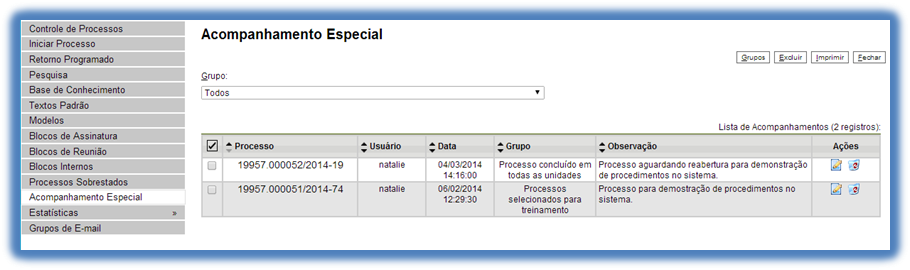 Controle de Processos
Iniciar Processo
Retorno Programado
Pesquisa
Base de Conhecimento
Textos Padrão
Modelos
Blocos de Assinatura
Blocos de Reunião
Blocos Internos
Processos Sobrestados
Acompanhamento Especial
Estatísticas »
Grupos de E-mail
Acompanhamento Especial
Grupos Excluir Imprimir Fechar
Grupo:
Todos
Lista de Acompanhamentos (2 registros):
Processo Usuário Data Grupo Observação Ações
19957.000052/2014-19 natalie 04/03/2014 Processo concluído em Processo aguardando reabertura para demonstração
14:16:00 todas as unidades de procedimentos no sistema.
19957.000051/2014-74 natalie 06/02/2014 Processos Processo para demostração de procedimentos no
12:29:30 selecionados para sistema.
treinamento